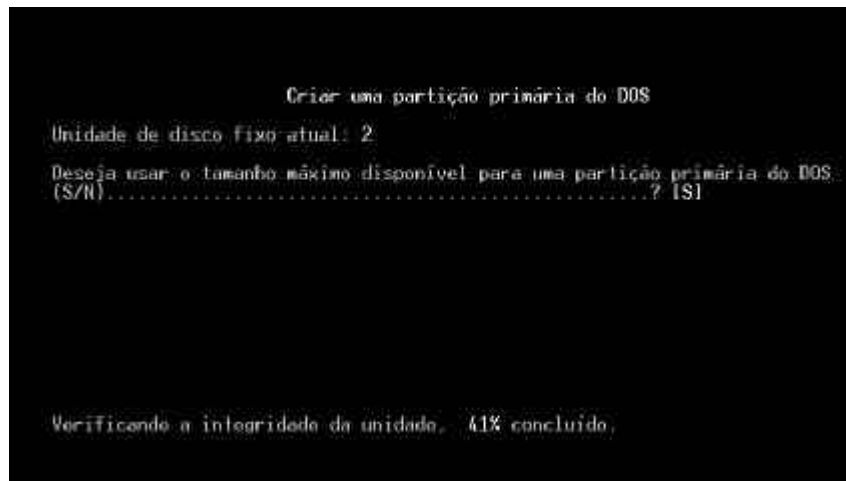 Criar uma partição primária do DOS
Unidade de disco fixo atual: 2
Deseja usar o tamanho máximo disponível para uma partição primária do DOS
(S/N)....................................................? [S]
Verificando a integridade da unidade, 41% concluído.